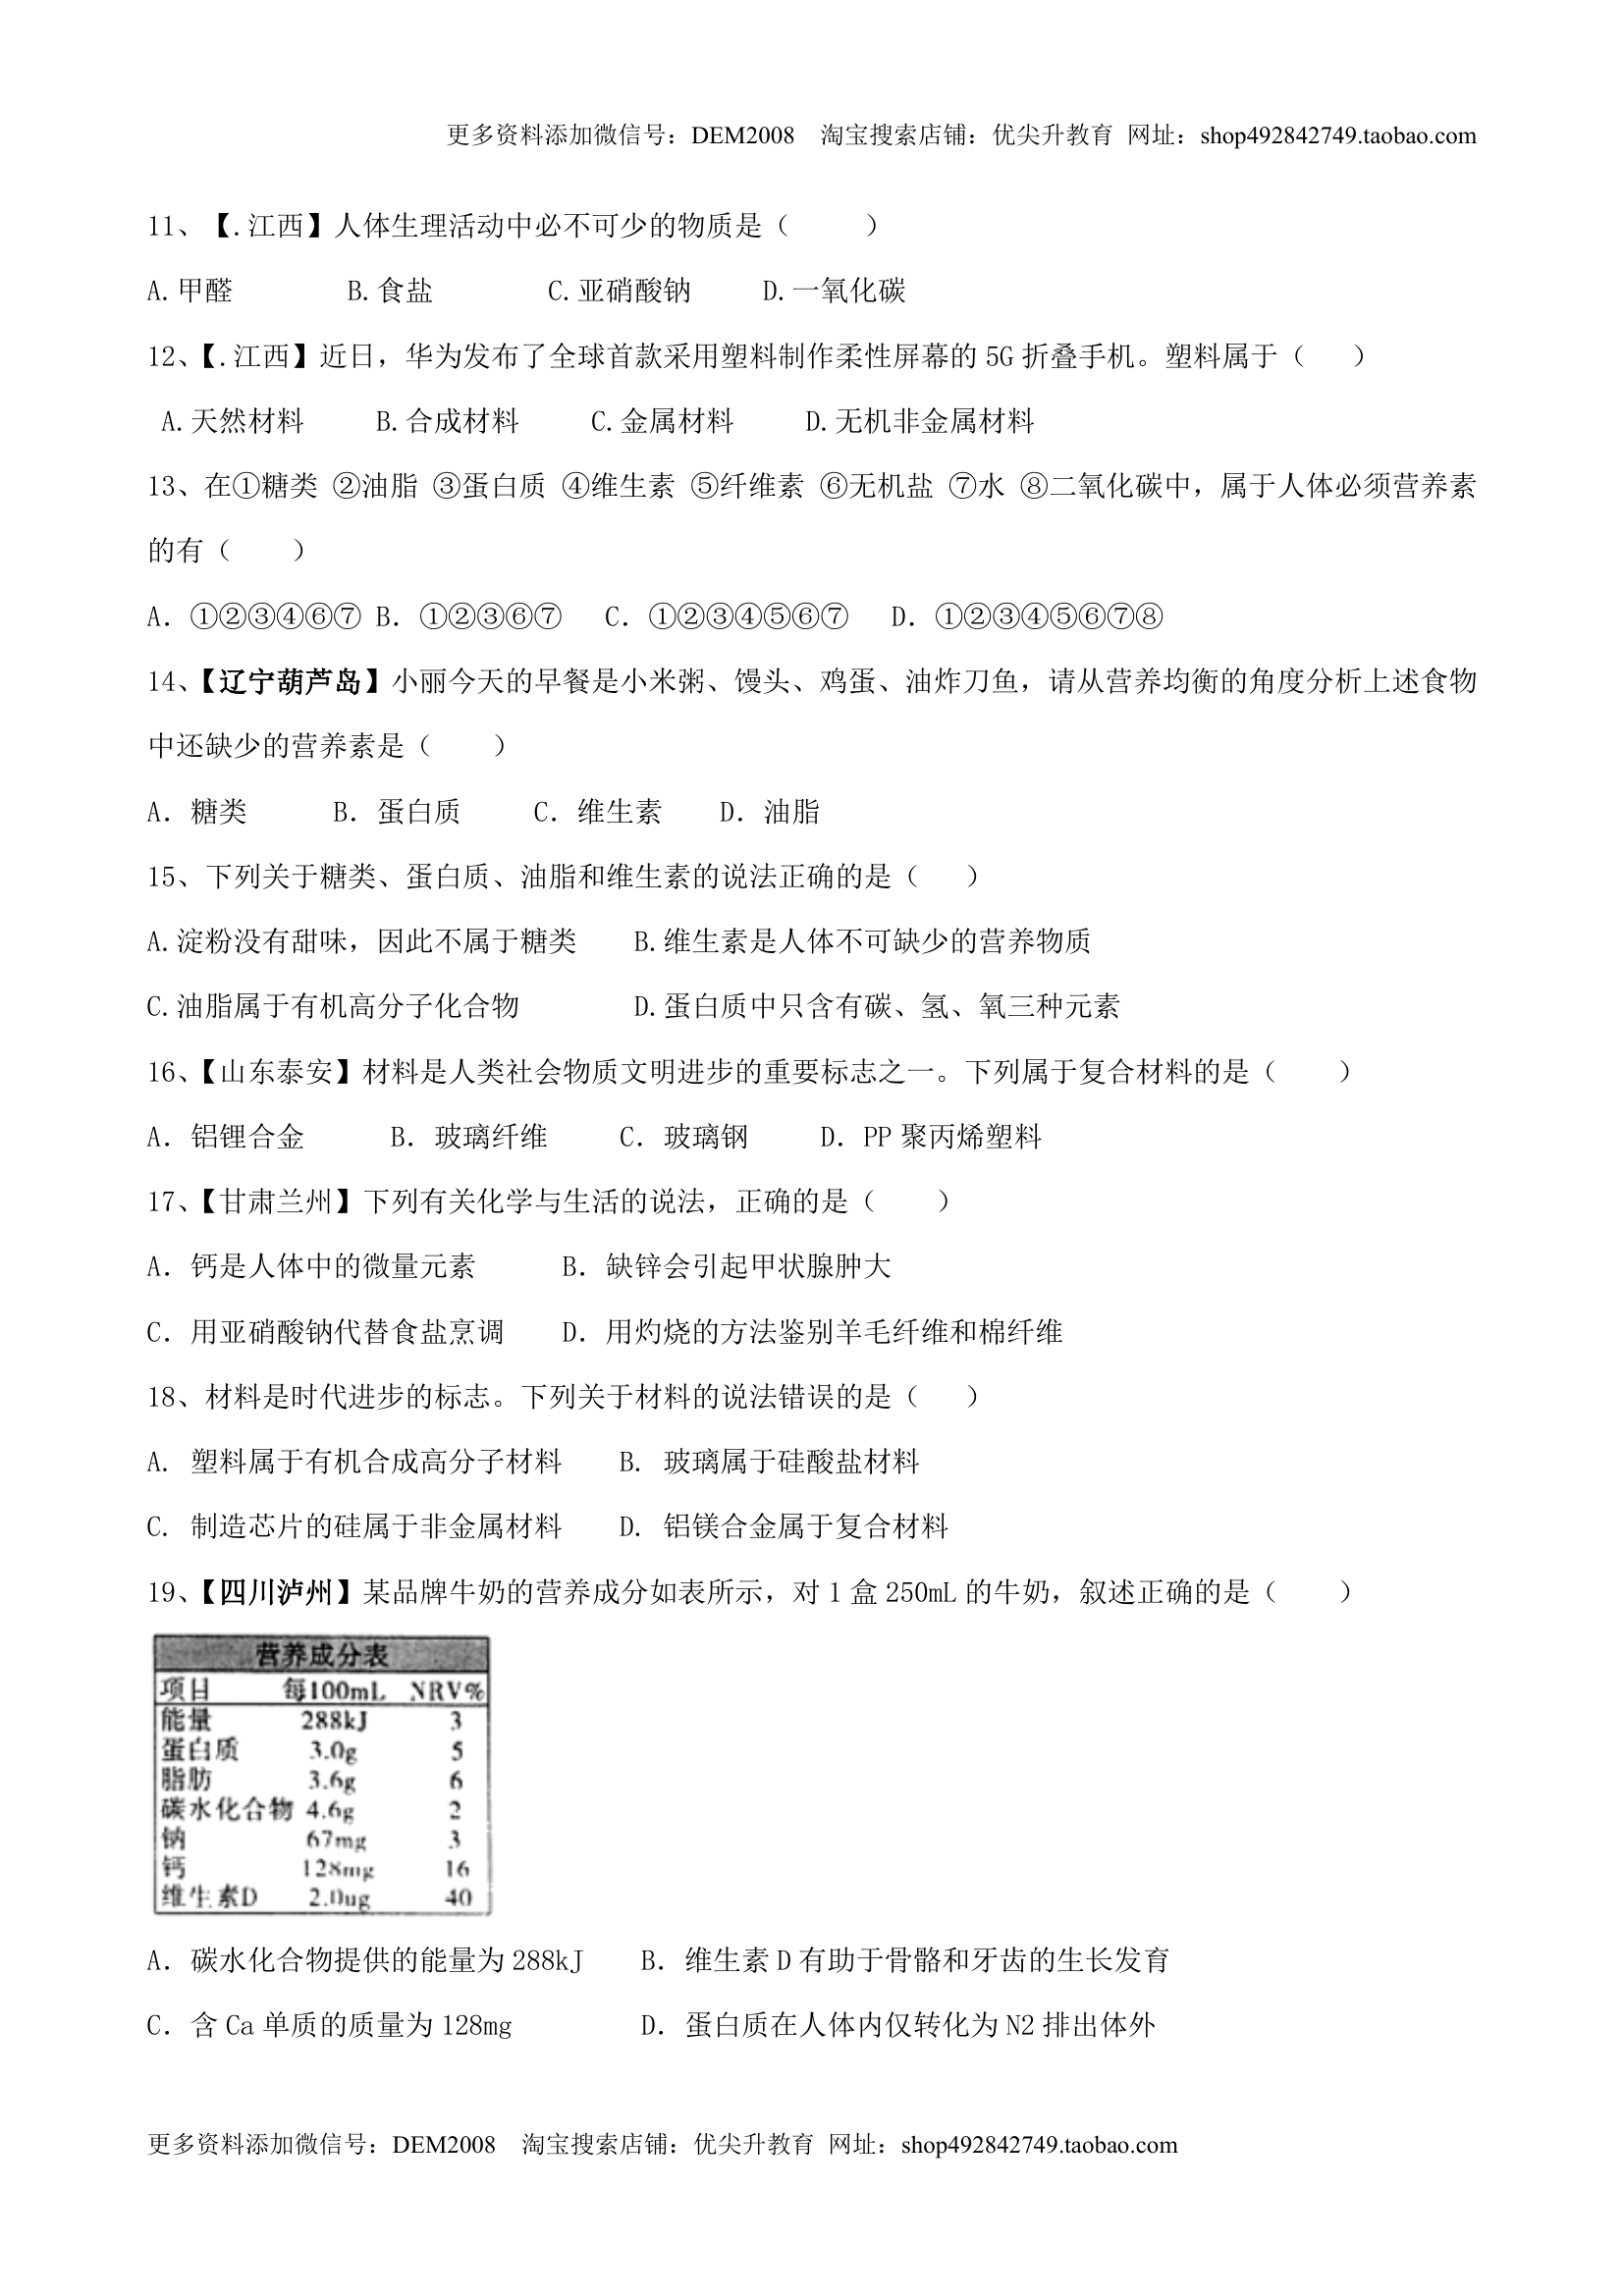 更多资料添加微信号：DEM2008 淘宝搜索店铺：优尖升教育 网址：shop492842749.taobao.com
11、【.江西】人体生理活动中必不可少的物质是（ ）
A.甲醛 B.食盐 C.亚硝酸钠 D.一氧化碳
12、【.江西】近日，华为发布了全球首款采用塑料制作柔性屏幕的 5G 折叠手机。塑料属于（ ）
A.天然材料 B.合成材料 C.金属材料 D.无机非金属材料
13、在①糖类 ②油脂 ③蛋白质 ④维生素 ⑤纤维素 ⑥无机盐 ⑦水 ⑧二氧化碳中，属于人体必须营养素
的有（ ）
A．①②③④⑥⑦ B．①②③⑥⑦ C．①②③④⑤⑥⑦ D．①②③④⑤⑥⑦⑧
14、【辽宁葫芦岛】小丽今天的早餐是小米粥、馒头、鸡蛋、油炸刀鱼，请从营养均衡的角度分析上述食物
中还缺少的营养素是（ ）
A．糖类 B．蛋白质 C．维生素 D．油脂
15、下列关于糖类、蛋白质、油脂和维生素的说法正确的是（ ）
A.淀粉没有甜味，因此不属于糖类 B.维生素是人体不可缺少的营养物质
C.油脂属于有机高分子化合物 D.蛋白质中只含有碳、氢、氧三种元素
16、【山东泰安】材料是人类社会物质文明进步的重要标志之一。下列属于复合材料的是（ ）
A．铝锂合金 B．玻璃纤维 C．玻璃钢 D．PP 聚丙烯塑料
17、【甘肃兰州】下列有关化学与生活的说法，正确的是（ ）
A．钙是人体中的微量元素 B．缺锌会引起甲状腺肿大
C．用亚硝酸钠代替食盐烹调 D．用灼烧的方法鉴别羊毛纤维和棉纤维
18、材料是时代进步的标志。下列关于材料的说法错误的是（ ）
A. 塑料属于有机合成高分子材料 B. 玻璃属于硅酸盐材料
C. 制造芯片的硅属于非金属材料 D. 铝镁合金属于复合材料
19、【四川泸州】某品牌牛奶的营养成分如表所示，对 1 盒 250mL 的牛奶，叙述正确的是（ ）
营养成分表
项目 每100mL NRV%
能量 288kJ 3
蛋白质 3.0g 5
脂肪 3.6g 6
碳水化合物 4.6g 2
钠 67mg 3
钙 128mg 16
维生素D 2.0ug 40
A．碳水化合物提供的能量为 288kJ B．维生素 D 有助于骨骼和牙齿的生长发育
C．含 Ca 单质的质量为 128mg D．蛋白质在人体内仅转化为 N2 排出体外
更多资料添加微信号：DEM2008 淘宝搜索店铺：优尖升教育 网址：shop492842749.taobao.com